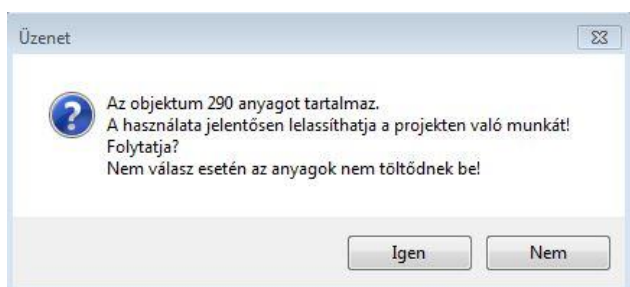 Üzenet
Az objektum 290 anyagot tartalmaz.
A használata jelentősen lelassíthatja a projekten való munkát!
Folytatja?
Nem válasz esetén az anyagok nem töltődnek be!
Igen
Nem